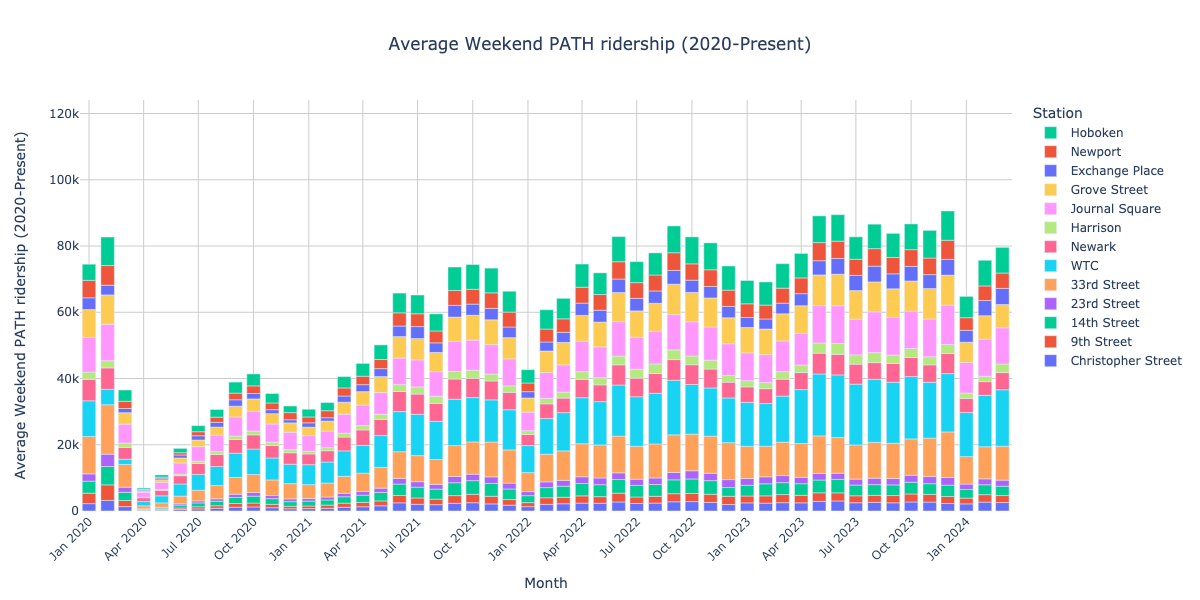 Average Weekend PATH ridership (2020-Present)
Average Weekend PATH ridership (2020-Present)
120k
100k
80k
60k
40k
20k
0
Jan 2020
Apr 2020
Jul 2020
Oct 2020
Jan 2021
Apr 2021
Jul 2021
Oct 2021
Jan 2022
Apr 2022
Jul 2022
Oct 2022
Jan 2023
Apr 2023
Jul 2023
Oct 2023
Jan 2024
Month
Station
Hoboken
Newport
Exchange Place
Grove Street
Journal Square
Harrison
Newark
WTC
33rd Street
23rd Street
14th Street
9th Street
Christopher Street